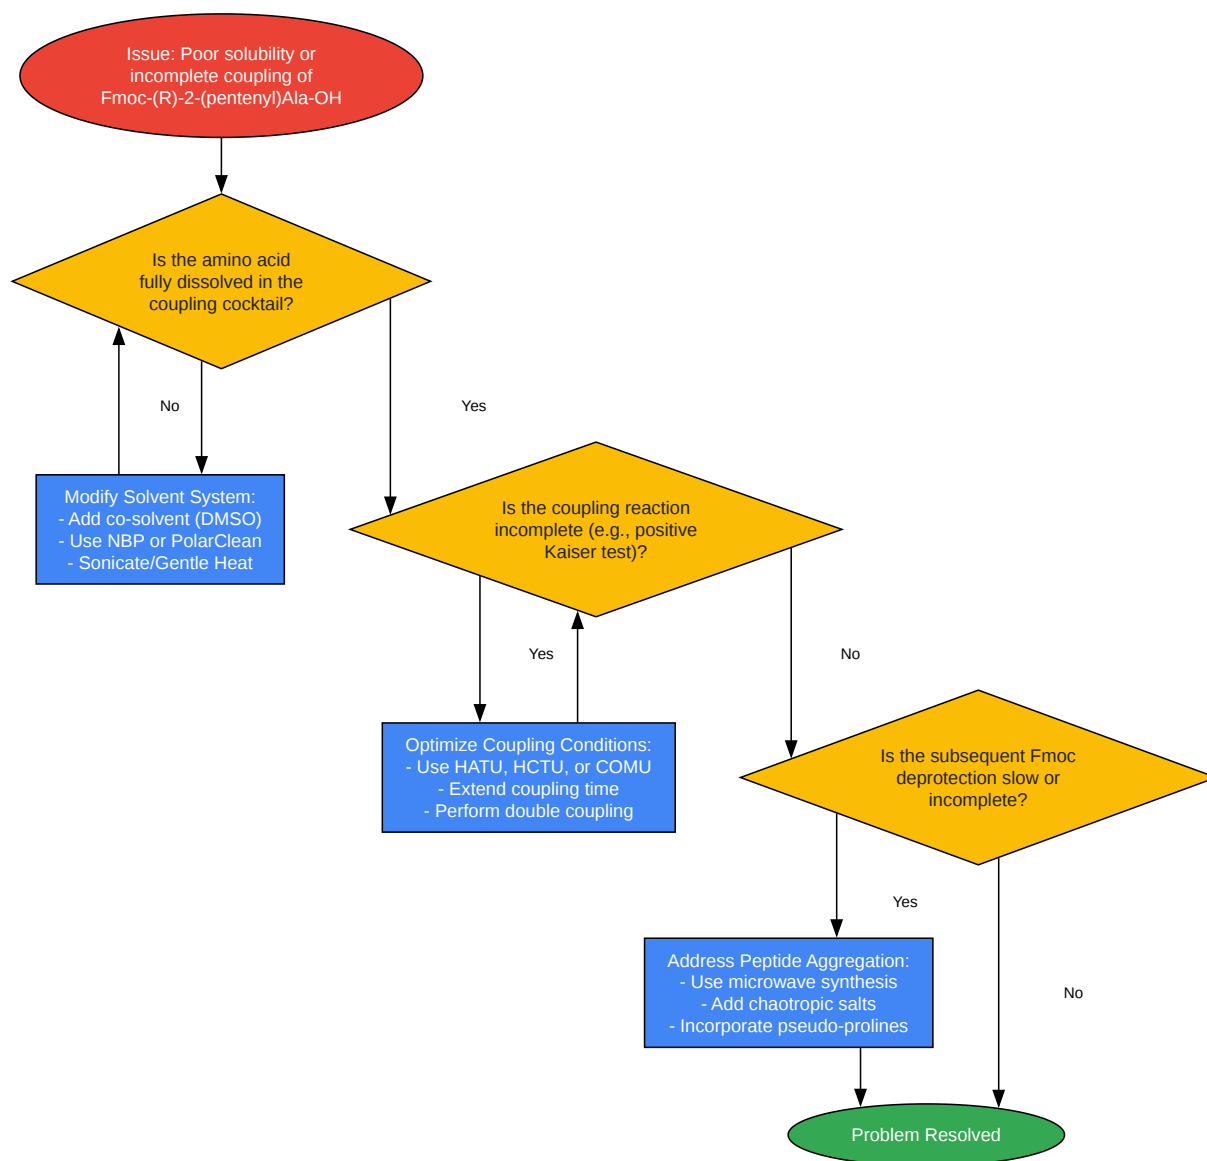 Issue: Poor solubility or
incomplete coupling of
Fmoc-(R)-2-(pentenyl)Ala-OH
Is the amino acid
fully dissolved in the
coupling cocktail?
No
Yes
Modify Solvent System:
- Add co-solvent (DMSO)
- Use NBP or PolarClean
- Sonicate/Gentle Heat
Is the coupling reaction
incomplete (e.g., positive
Kaiser test)?
Yes
No
Optimize Coupling Conditions:
- Use HATU, HCTU, or COMU
- Extend coupling time
- Perform double coupling
Is the subsequent Fmoc
deprotection slow or
incomplete?
Yes
No
Address Peptide Aggregation:
- Use microwave synthesis
- Add chaotropic salts
- Incorporate pseudo-prolines
Problem Resolved